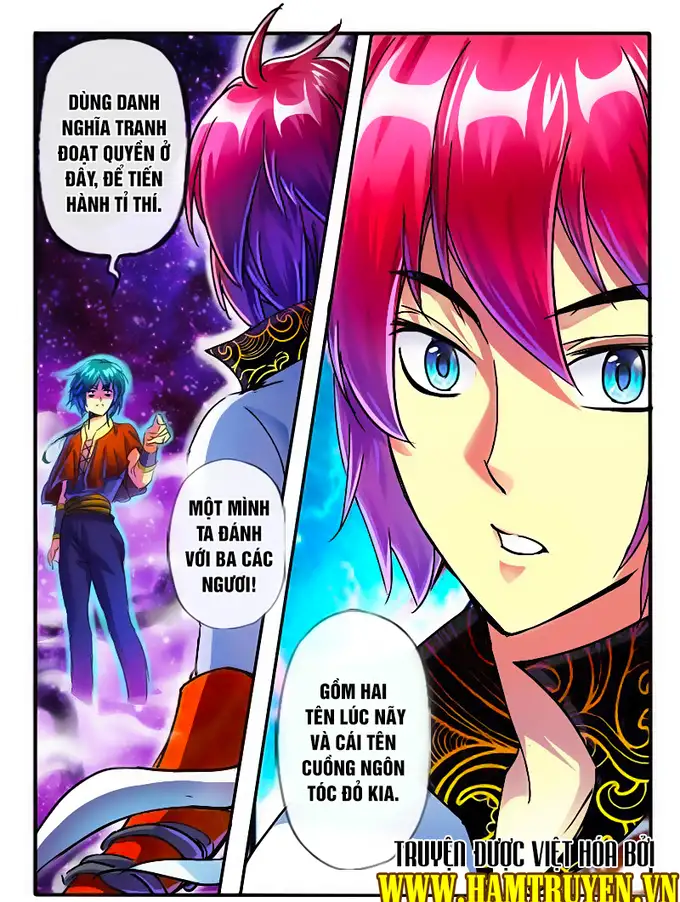 DÙNG DANH
NGHĨA TRANH
ĐOẠT QUYỀN Ở
ĐÂY, ĐỂ TIẾN
HÀNH TỈ THÍ.
MỘT MÌNH
TA ĐÁNH
VỚI BA CÁC
NGƯƠI!
GỒM HAI
TÊN LÚC NÃY
VÀ CÁI TÊN
CUỒNG NGÔN
TÓC ĐỎ KIA.
TRUYỆN ĐƯỢC VIỆT HÓA BỞI
WWW.HAMTRUYEN.VN